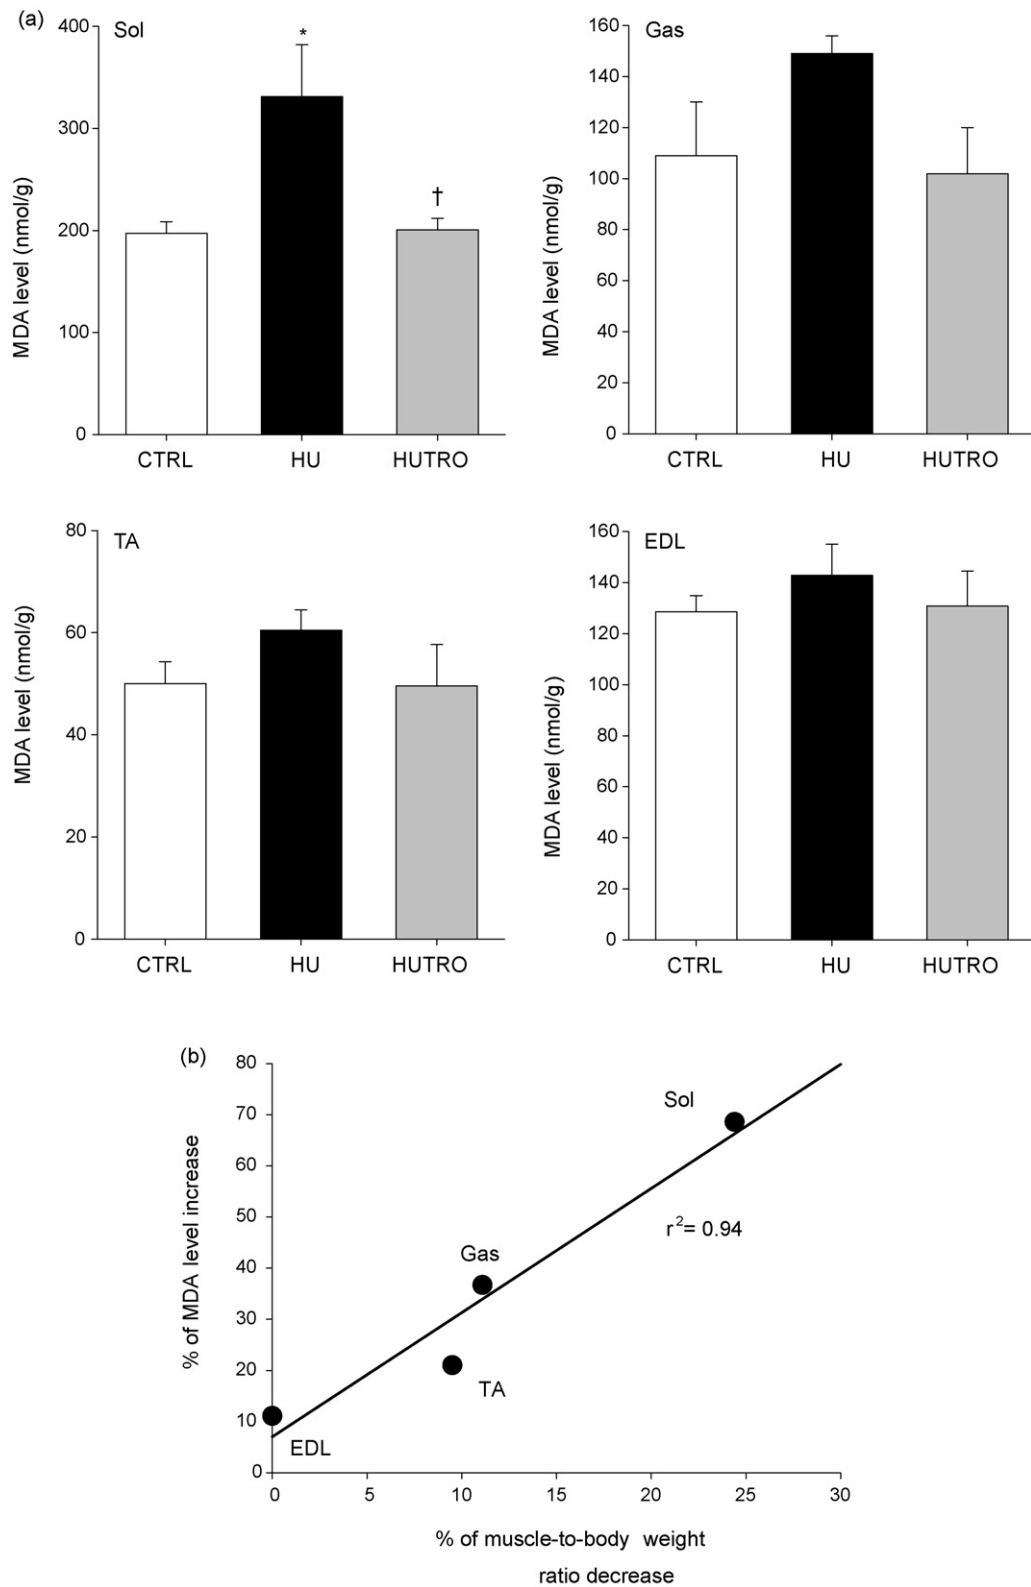 (a)
Sol
*
†
400
300
200
100
0
MDA level (nmol/g)
CTRL HU HUTRO
Gas
160
140
120
100
80
60
40
20
0
MDA level (nmol/g)
CTRL HU HUTRO
TA
80
60
40
20
0
MDA level (nmol/g)
CTRL HU HUTRO
EDL
160
140
120
100
80
60
40
20
0
MDA level (nmol/g)
CTRL HU HUTRO
(b)
80
70
60
50
40
30
20
10
0
% of MDA level increase
Sol
r²= 0.94
Gas
TA
EDL
0 5 10 15 20 25 30
% of muscle-to-body weight
ratio decrease